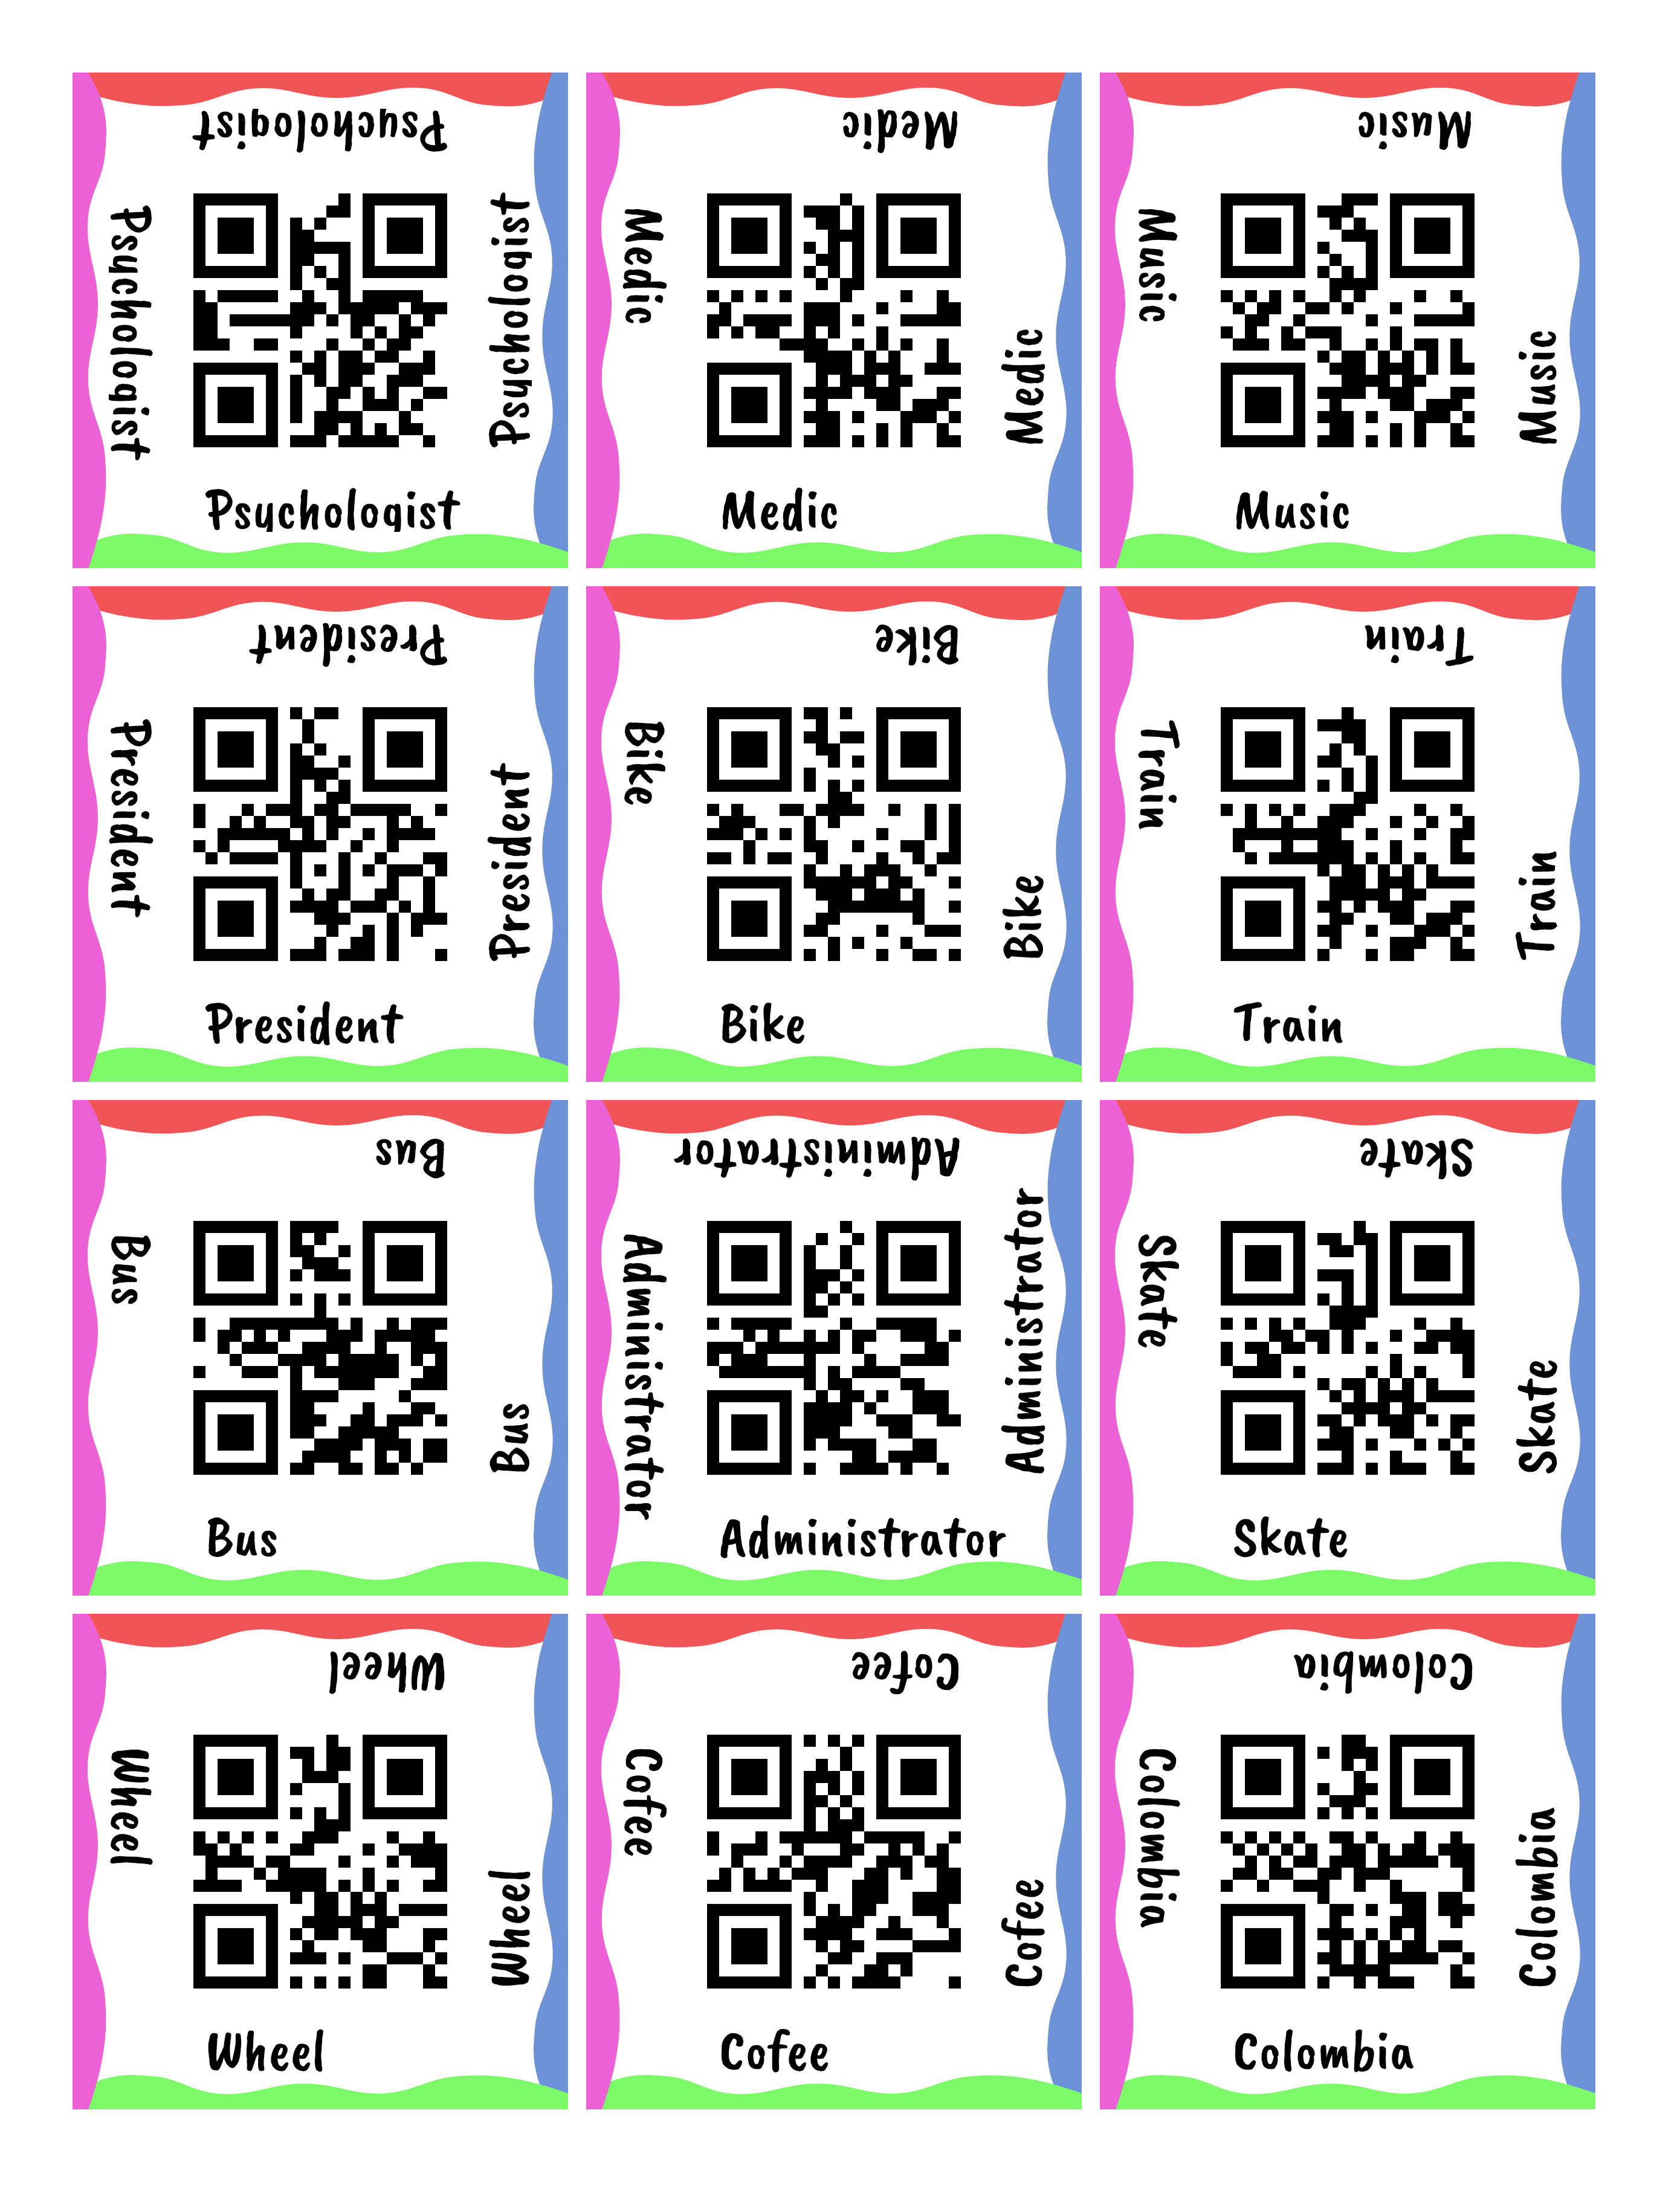 Psychologist
Psychologist
Psychologist
Psychologist
Medic
Medic
Medic
Medic
Music
Music
Music
Music
President
President
President
President
Bike
Bike
Bike
Bike
Train
Train
Train
Train
Bus
Bus
Bus
Bus
Administrator
Administrator
Administrator
Administrator
Skate
Skate
Skate
Skate
Wheel
Wheel
Wheel
Wheel
Cofee
Cofee
Cofee
Cofee
Colombia
Colombia
Colombia
Colombia